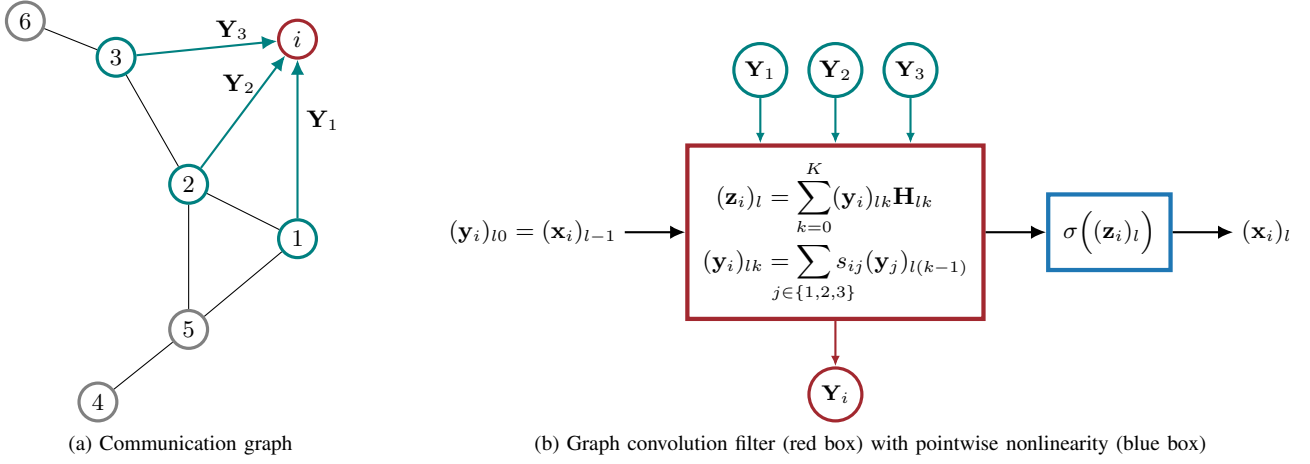 6
3
Y₃
i
Y₂
Y₁
2
1
5
4
(a) Communication graph
Y₁ Y₂ Y₃
(yᵢ)ₗ₀ = (xᵢ)ₗ₋₁
(zᵢ)ₗ = ∑_{k=0}^{K} (yᵢ)ₗₖHₗₖ
(yᵢ)ₗₖ = ∑_{j∈{1,2,3}} sᵢⱼ(yⱼ)ₗ₍ₖ₋₁₎
σ((zᵢ)ₗ)
(xᵢ)ₗ
Yᵢ
(b) Graph convolution filter (red box) with pointwise nonlinearity (blue box)